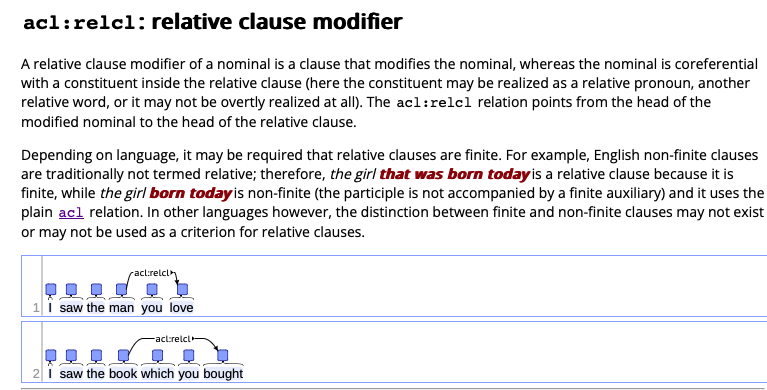 acl:relcl: relative clause modifier
A relative clause modifier of a nominal is a clause that modifies the nominal, whereas the nominal is coreferential
with a constituent inside the relative clause (here the constituent may be realized as a relative pronoun, another
relative word, or it may not be overtly realized at all). The acl:relcl relation points from the head of the
modified nominal to the head of the relative clause.
Depending on language, it may be required that relative clauses are finite. For example, English non-finite clauses
are traditionally not termed relative; therefore, the girl that was born today is a relative clause because it is
finite, while the girl born today is non-finite (the participle is not accompanied by a finite auxiliary) and it uses the
plain acl relation. In other languages however, the distinction between finite and non-finite clauses may not exist
or may not be used as a criterion for relative clauses.
acl:relcl
1 I saw the man you love
acl:relcl
2 I saw the book which you bought